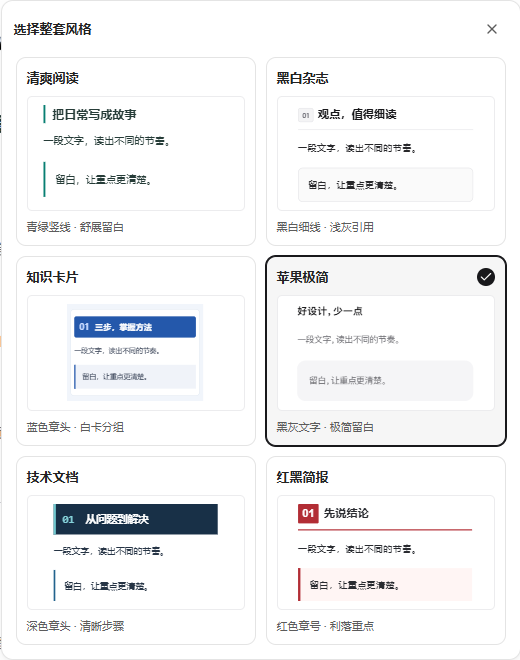 选择整套风格
清爽阅读
把日常写成故事
一段文字，读出不同的节奏。
留白，让重点更清楚。
青绿竖线 · 舒展留白
黑白杂志
01 观点，值得细读
一段文字，读出不同的节奏。
留白，让重点更清楚。
黑白细线 · 浅灰引用
知识卡片
01 三步，掌握方法
一段文字，读出不同的节奏。
留白，让重点更清楚。
蓝色章头 · 白卡分组
苹果极简
好设计，少一点
一段文字，读出不同的节奏。
留白，让重点更清楚。
黑灰文字 · 极简留白
技术文档
01 从问题到解决
一段文字，读出不同的节奏。
留白，让重点更清楚。
深色章头 · 清晰步骤
红黑简报
01 先说结论
一段文字，读出不同的节奏。
留白，让重点更清楚。
红色章号 · 利落重点